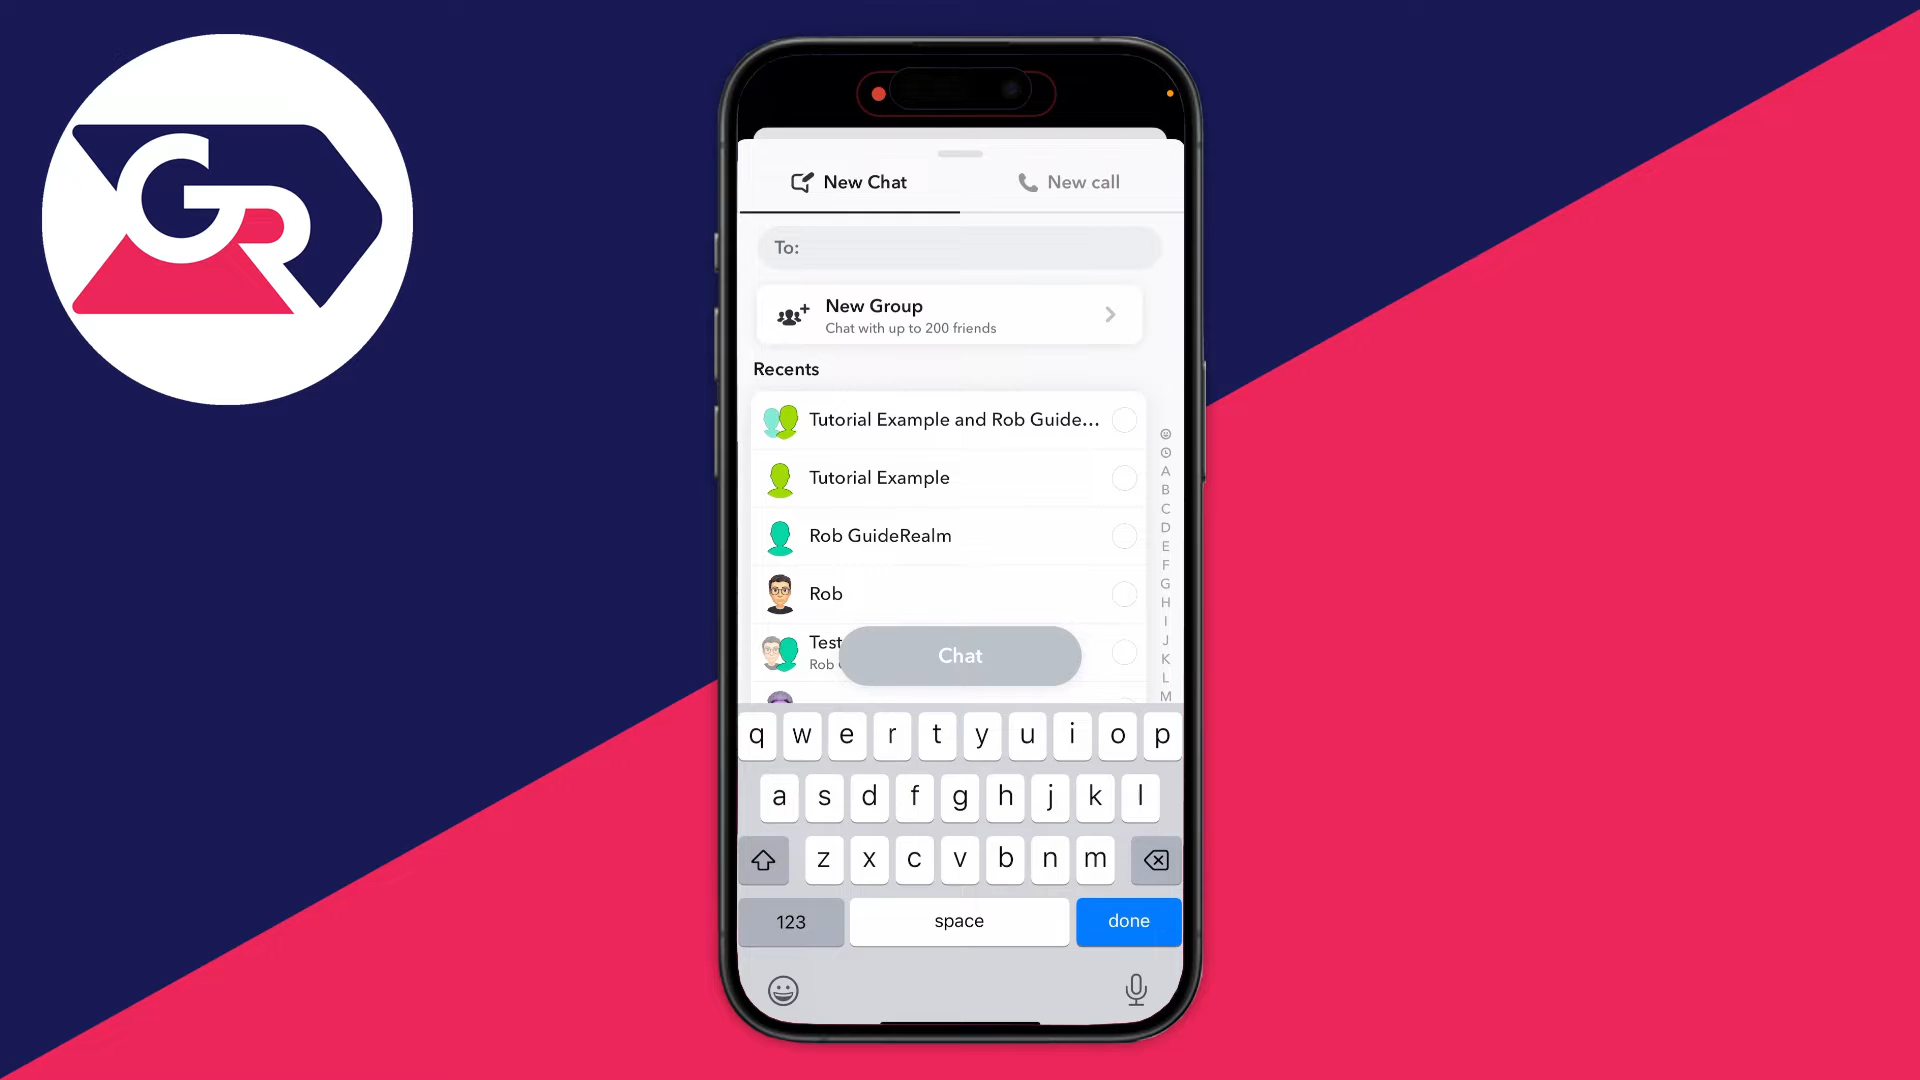 GR
New Chat
New call
To:
New Group
Chat with up to 200 friends
Recents
Tutorial Example and Rob Guide...
Tutorial Example
Rob GuideRealm
Rob
Test
Rob
Chat
A
B
C
D
E
F
G
H
I
J
K
L
M
q w e r t y u i o p
a s d f g h j k l
z x c v b n m
123 space done